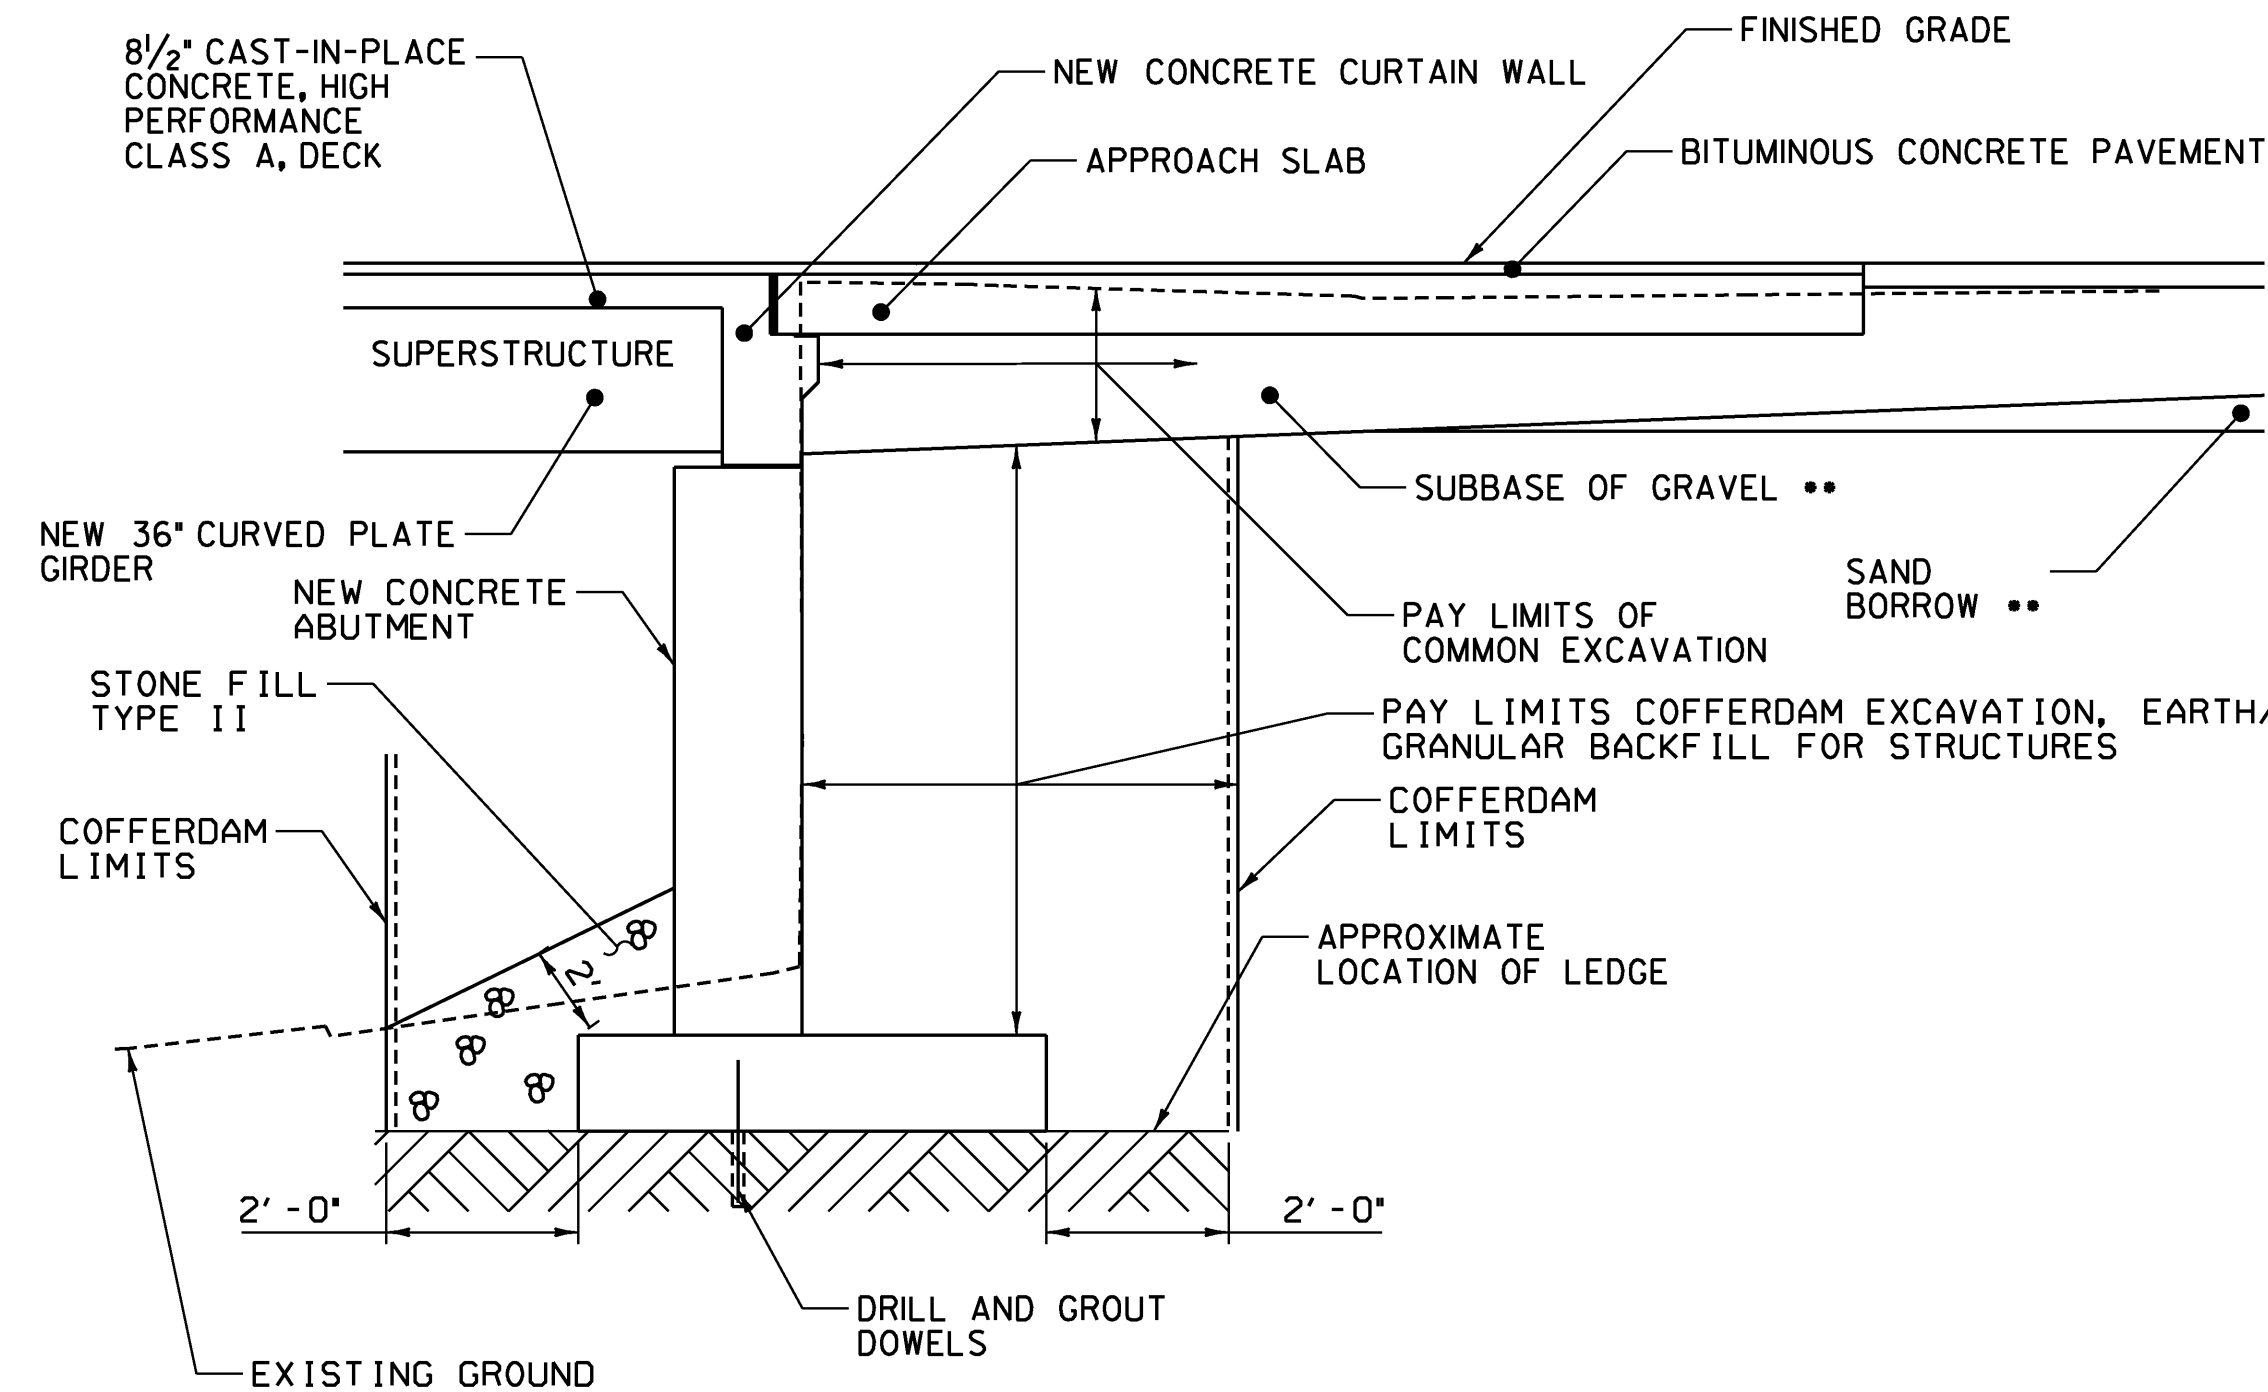 8 1/2" CAST-IN-PLACE
CONCRETE, HIGH
PERFORMANCE
CLASS A, DECK
FINISHED GRADE
NEW CONCRETE CURTAIN WALL
APPROACH SLAB
BITUMINOUS CONCRETE PAVEMENT
SUPERSTRUCTURE
NEW 36" CURVED PLATE
GIRDER
SUBBASE OF GRAVEL **
SAND
BORROW **
NEW CONCRETE
ABUTMENT
PAY LIMITS OF
COMMON EXCAVATION
STONE FILL
TYPE II
PAY LIMITS COFFERDAM EXCAVATION, EARTH/
GRANULAR BACKFILL FOR STRUCTURES
COFFERDAM
LIMITS
COFFERDAM
LIMITS
2'
APPROXIMATE
LOCATION OF LEDGE
2'-0"
2'-0"
DRILL AND GROUT
DOWELS
EXISTING GROUND